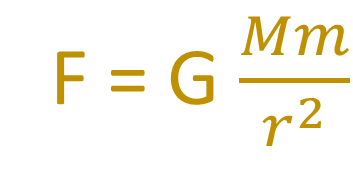 F = G Mm/r²